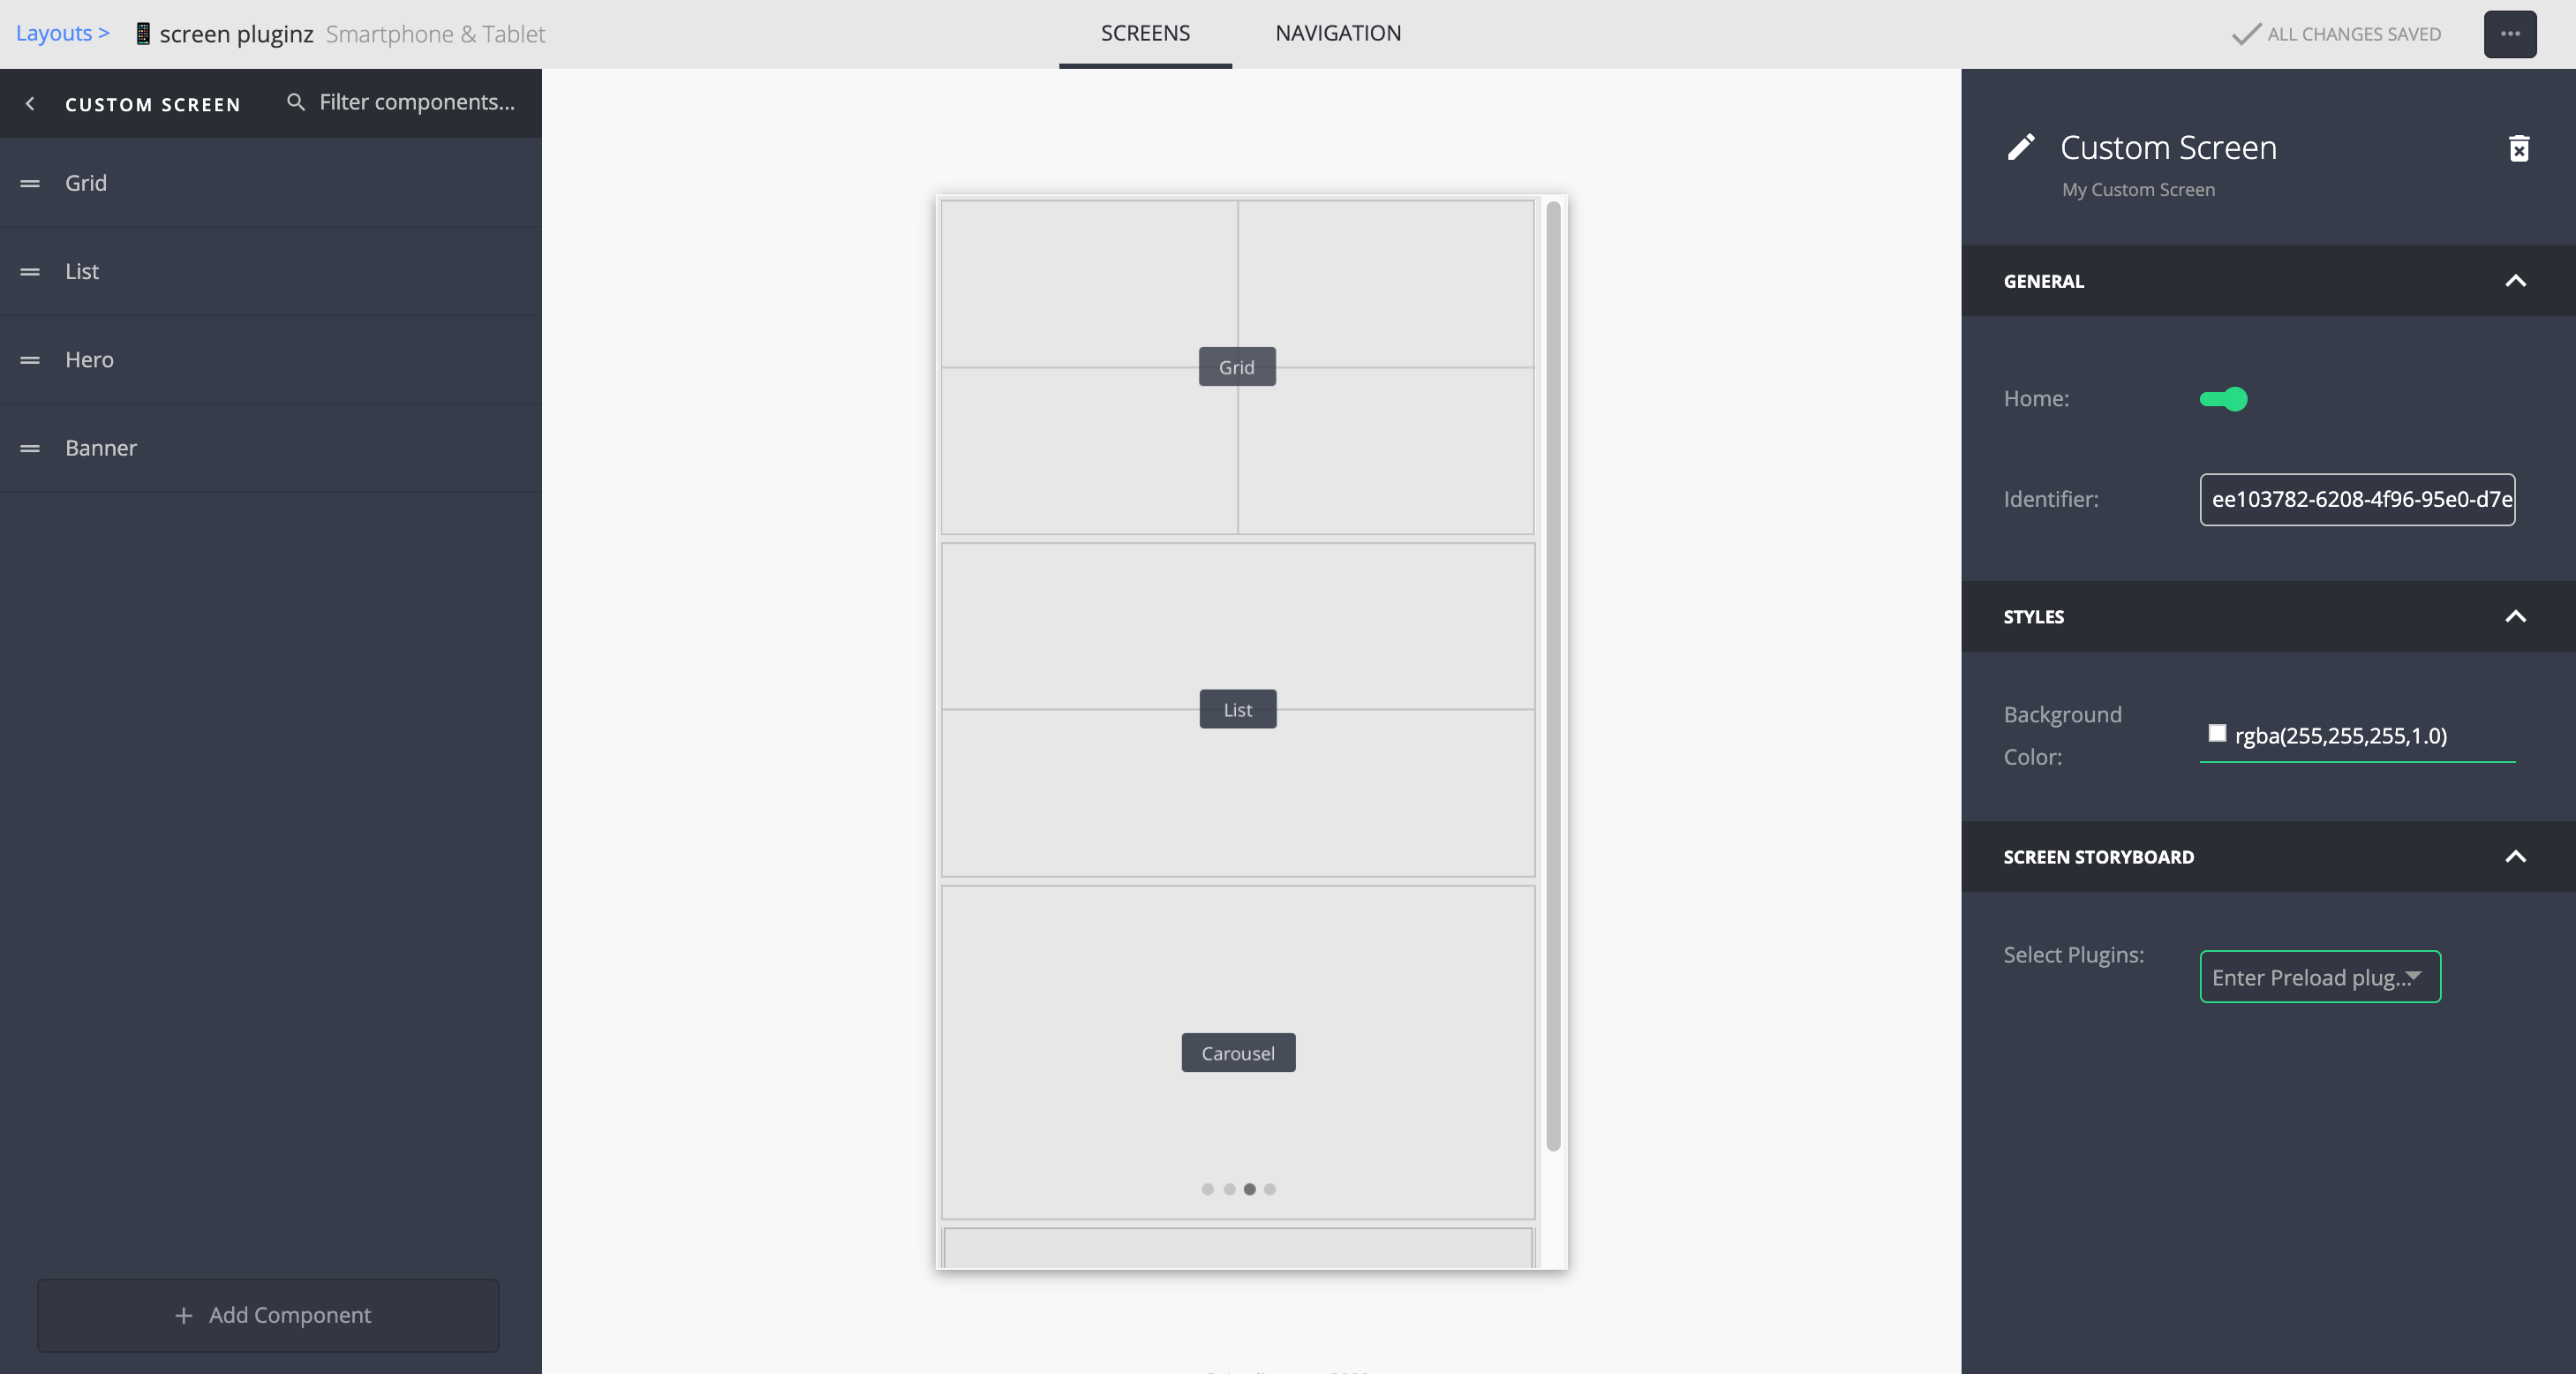 Layouts > screen pluginz Smartphone & Tablet
SCREENS
NAVIGATION
ALL CHANGES SAVED
CUSTOM SCREEN
Filter components...
Grid
List
Hero
Banner
+ Add Component
Grid
List
Carousel
Custom Screen
My Custom Screen
GENERAL
Home:
Identifier: ee103782-6208-4f96-95e0-d7e
STYLES
Background
Color:
rgba(255,255,255,1.0)
SCREEN STORYBOARD
Select Plugins:
Enter Preload plug...